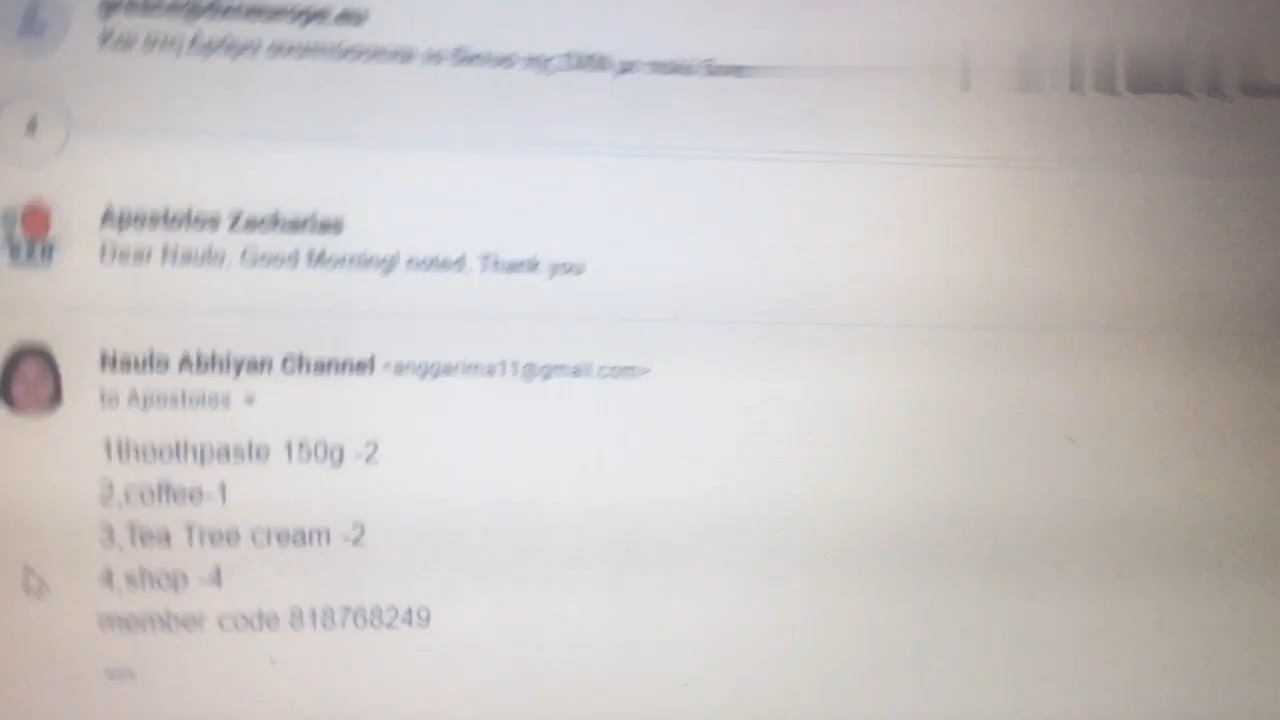 Apostolos Zacharias
Dear Naulo, Good Morning! noted. Thank you
Naulo Abhiyan Channel <anggarima11@gmail.com>
to Apostolos
1thoothpaste 150g -2
2,coffee-1
3,Tea Tree cream -2
4,shop -4
member code 818768249